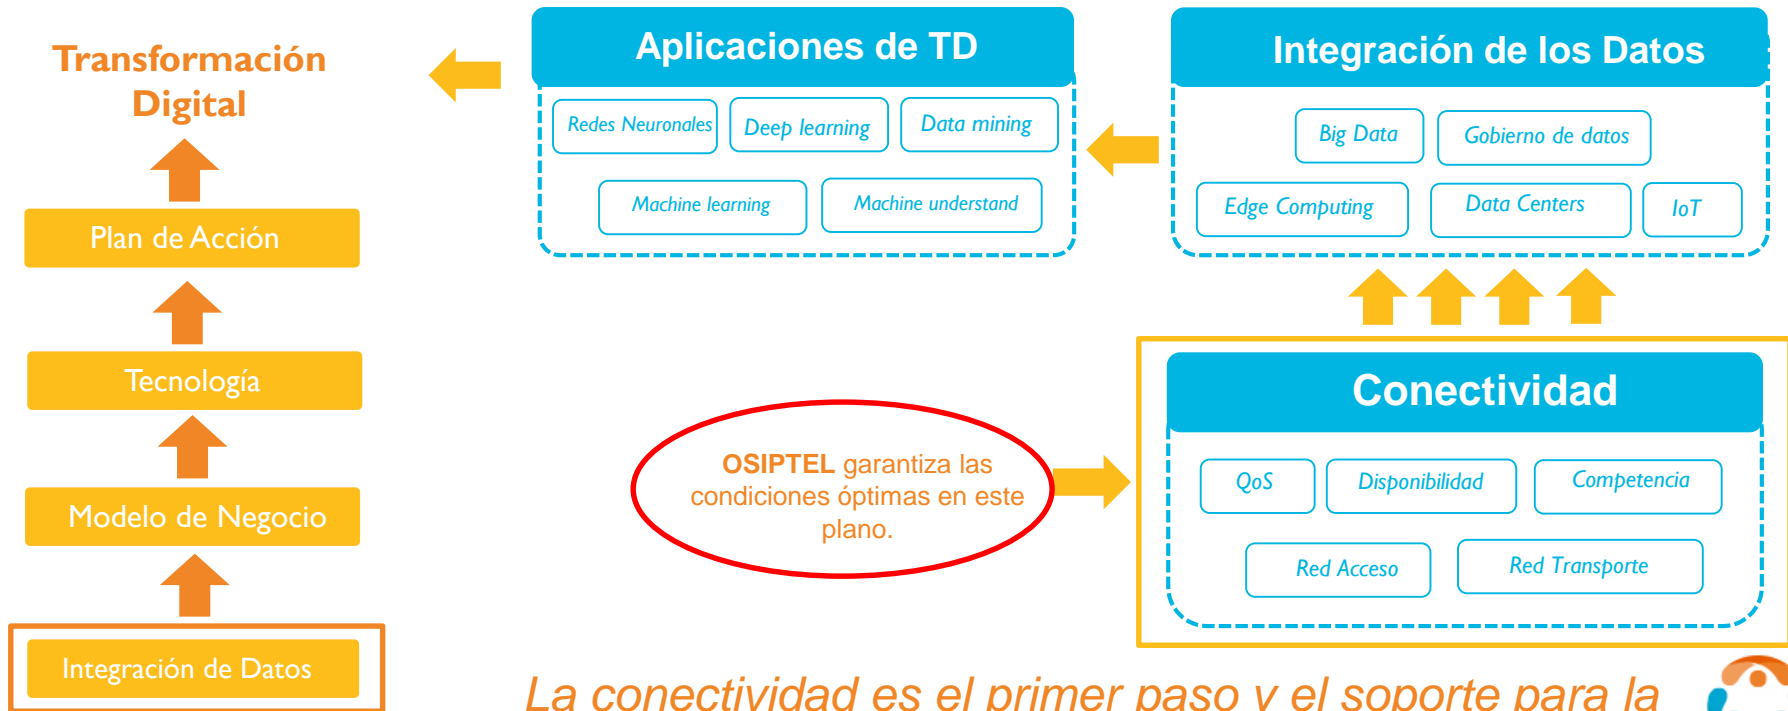 Transformación
Digital
Plan de Acción
Tecnología
Modelo de Negocio
Integración de Datos
Aplicaciones de TD
Redes Neuronales
Deep learning
Data mining
Machine learning
Machine understand
Integración de los Datos
Big Data
Gobierno de datos
Edge Computing
Data Centers
IoT
OSIPTEL garantiza las
condiciones óptimas en este
plano.
Conectividad
QoS
Disponibilidad
Competencia
Red Acceso
Red Transporte
La conectividad es el primer paso y el soporte para la